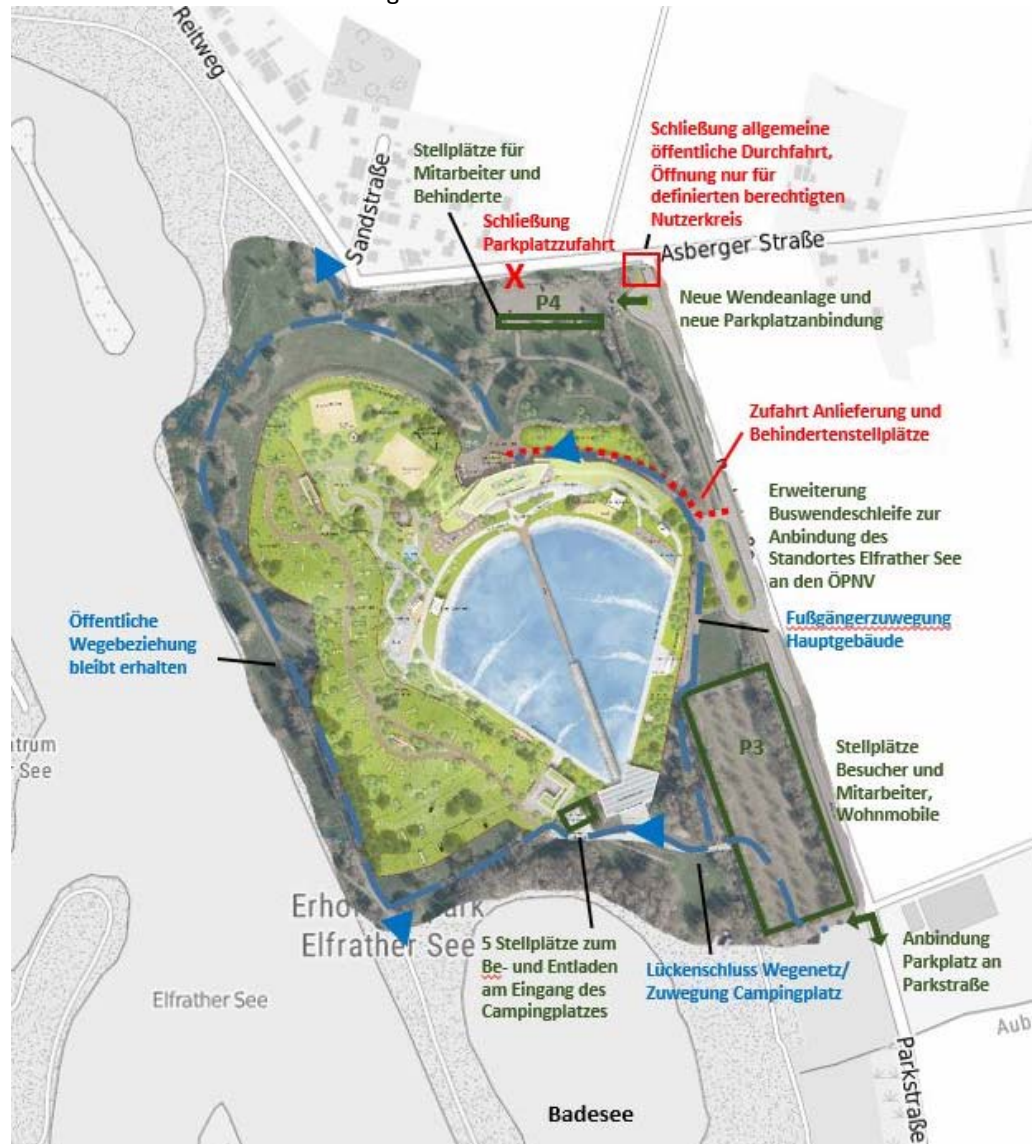 Reitweg
Sandstraße
Stellplätze für
Mitarbeiter und
Behinderte
Schließung
Parkplatzzufahrt
X
Schließung allgemeine
öffentliche Durchfahrt,
Öffnung nur für
definierten berechtigten
Nutzerkreis
Asberger Straße
P4
Neue Wendeanlage und
neue Parkplatzanbindung
Zufahrt Anlieferung und
Behindertenstellplätze
Erweiterung
Buswendeschleife zur
Anbindung des
Standortes Elfrather See
an den ÖPNV
Öffentliche
Wegebeziehung
bleibt erhalten
Fußgängerzuwegung
Hauptgebäude
P3
Stellplätze
Besucher und
Mitarbeiter,
Wohnmobile
See
Elfrather See
Elfrather See
5 Stellplätze zum
Be- und Entladen
am Eingang des
Campingplatzes
Lückenschluss Wegenetz/
Zuwegung Campingplatz
Anbindung
Parkplatz an
Parkstraße
Aub
Parkstraße
Badesee